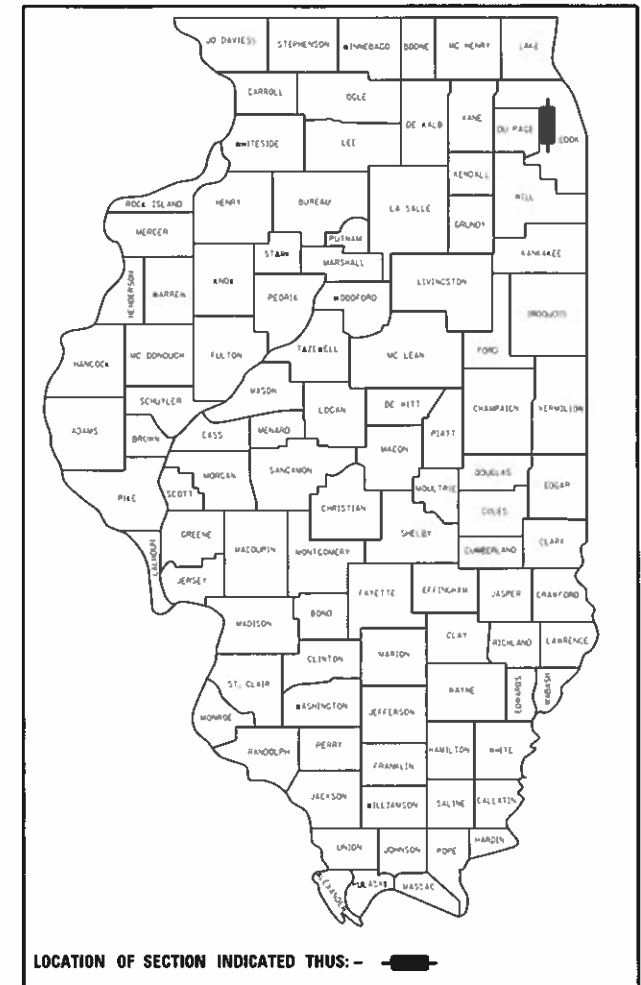 JO DAVIESS STEPHENSON WINNEBAGO BOONE MC HENRY LAKE
CARROLL OGLE DE KALB KANE DU PAGE COOK
WHITESIDE LEE
KENDALL WILL
ROCK ISLAND HENRY BUREAU LA SALLE GRUNDY
MERCER PUTNAM
STARK MARSHALL KANKAKEE
HENDERSON WARREN KNOX PEORIA WOODFORD LIVINGSTON IROQUOIS
HANCOCK MC DONOUGH FULTON TAZEWELL MC LEAN FORD
MASON
SCHUYLER LOGAN DE WITT CHAMPAIGN VERMILION
ADAMS BROWN CASS MENARD MACON PIATT
MORGAN SANGAMON DOUGLAS
PIKE SCOTT CHRISTIAN MOULTRIE EDGAR
COLES
GREENE SHELBY
CALHOUN MACOUPIN MONTGOMERY CUMBERLAND CLARK
JERSEY FAYETTE EFFINGHAM JASPER CRAWFORD
MADISON BOND
CLAY RICHLAND LAWRENCE
CLINTON MARION
ST. CLAIR WAYNE EDWARDS WABASH
WASHINGTON JEFFERSON
MONROE
RANDOLPH PERRY HAMILTON WHITE
FRANKLIN
JACKSON WILLIAMSON SALINE GALLATIN
UNION JOHNSON POPE HARDIN
ALEXANDER PULASKI MASSAC
LOCATION OF SECTION INDICATED THUS: -